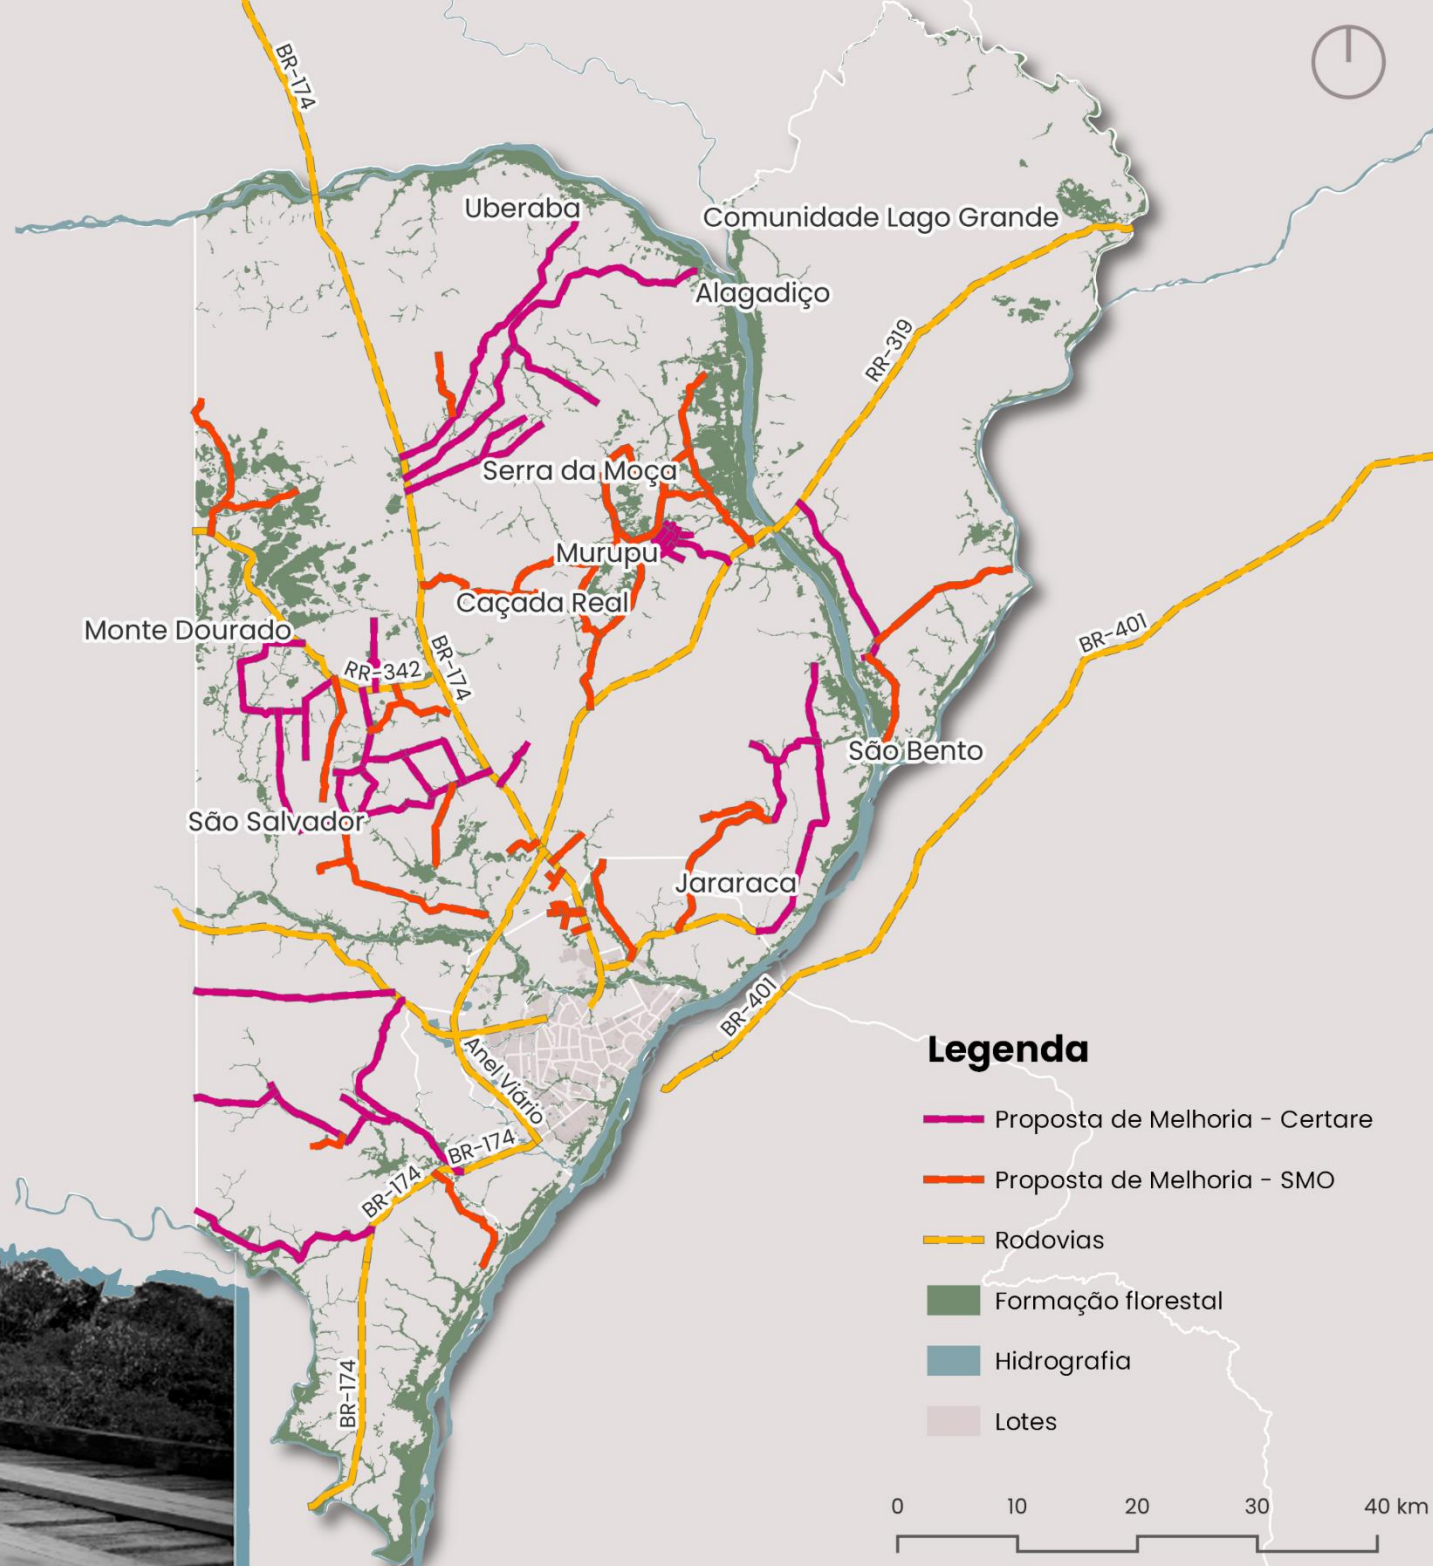 BR-174
Uberaba
Comunidade Lago Grande
Alagadiço
RR-319
Serra da Moça
Murupu
Caçada Real
Monte Dourado
RR-342
BR-174
BR-401
São Bento
São Salvador
Jararaca
BR-401
Anel Viário
BR-174
BR-174
BR-174
Legenda
Proposta de Melhoria - Certare
Proposta de Melhoria - SMO
Rodovias
Formação florestal
Hidrografia
Lotes
0 10 20 30 40 km